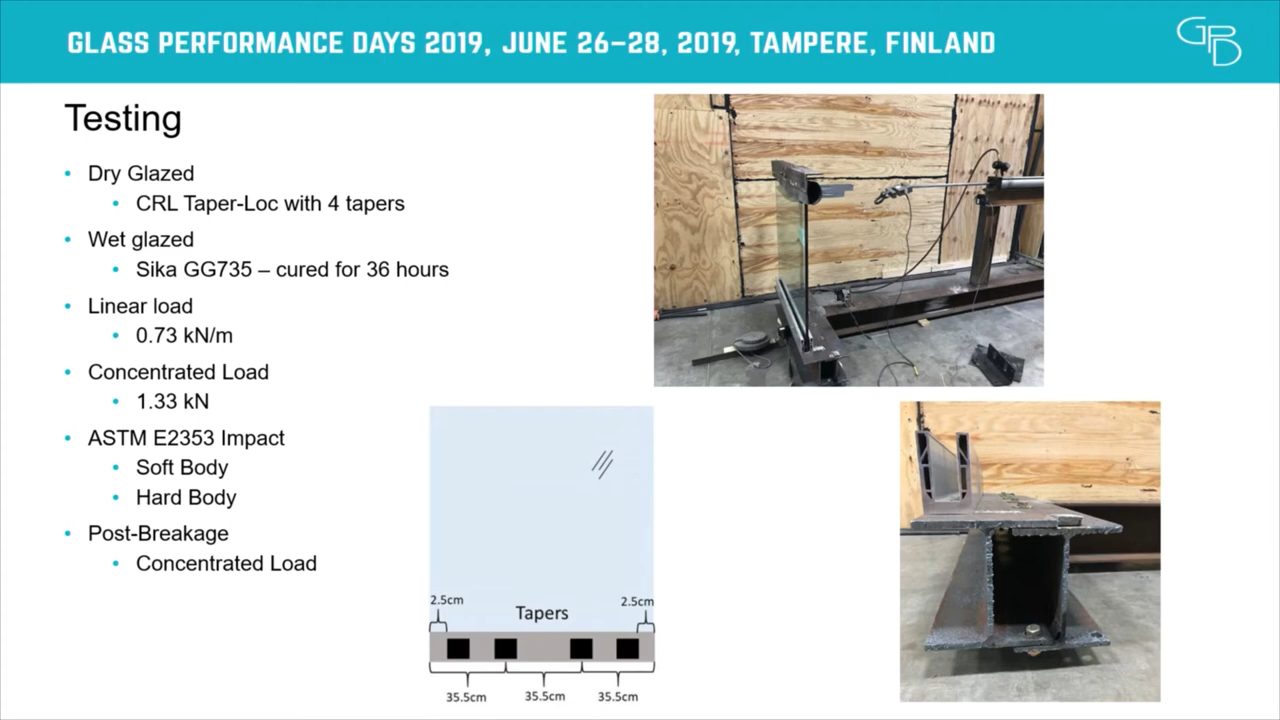 GLASS PERFORMANCE DAYS 2019, JUNE 26–28, 2019, TAMPERE, FINLAND
GPD
Testing
• Dry Glazed
• CRL Taper-Loc with 4 tapers
• Wet glazed
• Sika GG735 – cured for 36 hours
• Linear load
• 0.73 kN/m
• Concentrated Load
• 1.33 kN
• ASTM E2353 Impact
• Soft Body
• Hard Body
• Post-Breakage
• Concentrated Load
2.5cm
Tapers
2.5cm
35.5cm
35.5cm
35.5cm